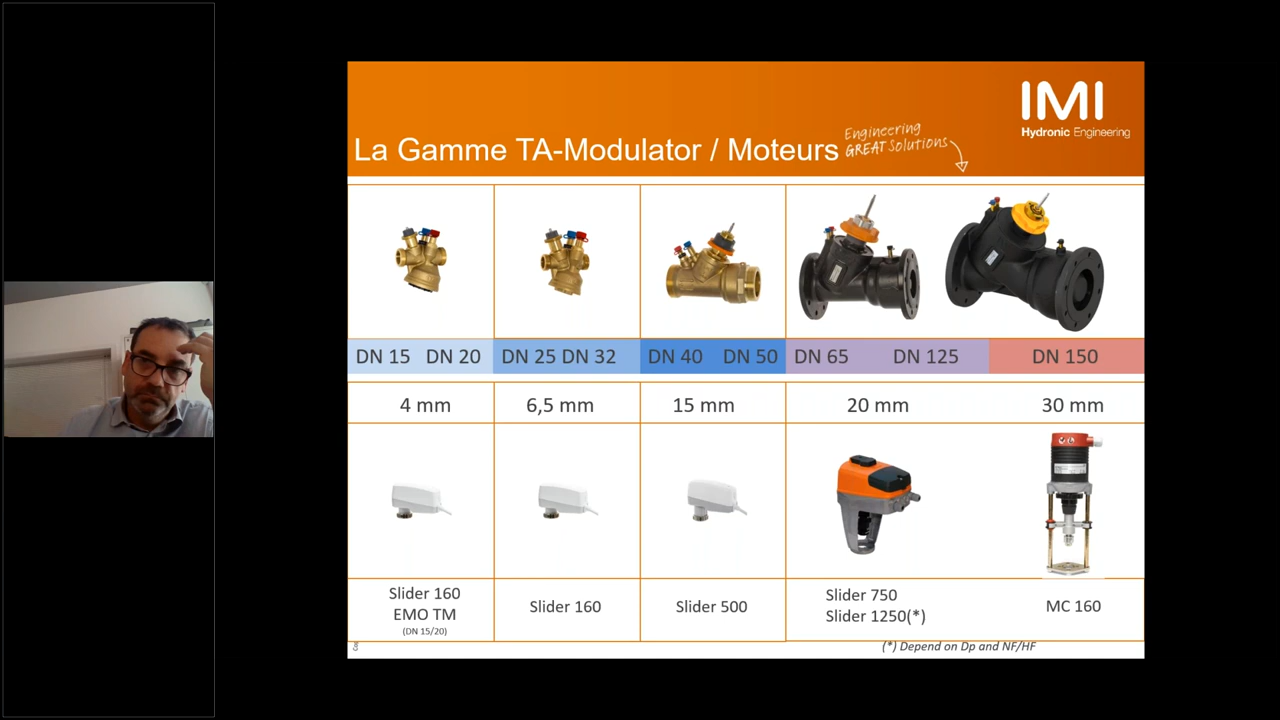 IMI
Hydronic Engineering
Engineering
GREAT Solutions
La Gamme TA-Modulator / Moteurs
DN 15 DN 20 DN 25 DN 32 DN 40 DN 50 DN 65 DN 125 DN 150
4 mm 6,5 mm 15 mm 20 mm 30 mm
Slider 160
EMO TM
(DN 15/20)
Slider 160
Slider 500
Slider 750
Slider 1250(*)
MC 160
(*) Depend on Dp and NF/HF